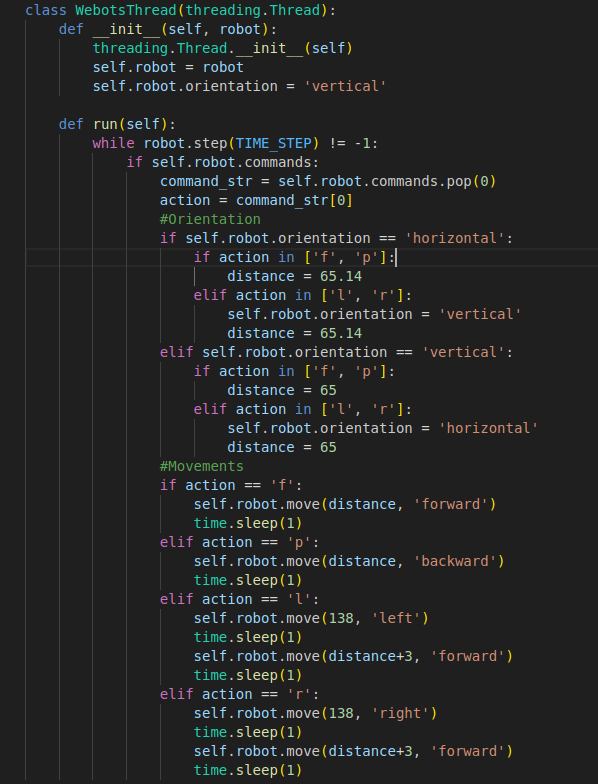 class WebotsThread(threading.Thread):
    def __init__(self, robot):
        threading.Thread.__init__(self)
        self.robot = robot
        self.robot.orientation = 'vertical'

    def run(self):
        while robot.step(TIME_STEP) != -1:
            if self.robot.commands:
                command_str = self.robot.commands.pop(0)
                action = command_str[0]
                #Orientation
                if self.robot.orientation == 'horizontal':
                    if action in ['f', 'p']:
                        distance = 65.14
                    elif action in ['l', 'r']:
                        self.robot.orientation = 'vertical'
                        distance = 65.14
                elif self.robot.orientation == 'vertical':
                    if action in ['f', 'p']:
                        distance = 65
                    elif action in ['l', 'r']:
                        self.robot.orientation = 'horizontal'
                        distance = 65
                #Movements
                if action == 'f':
                    self.robot.move(distance, 'forward')
                    time.sleep(1)
                elif action == 'p':
                    self.robot.move(distance, 'backward')
                    time.sleep(1)
                elif action == 'l':
                    self.robot.move(138, 'left')
                    time.sleep(1)
                    self.robot.move(distance+3, 'forward')
                    time.sleep(1)
                elif action == 'r':
                    self.robot.move(138, 'right')
                    time.sleep(1)
                    self.robot.move(distance+3, 'forward')
                    time.sleep(1)